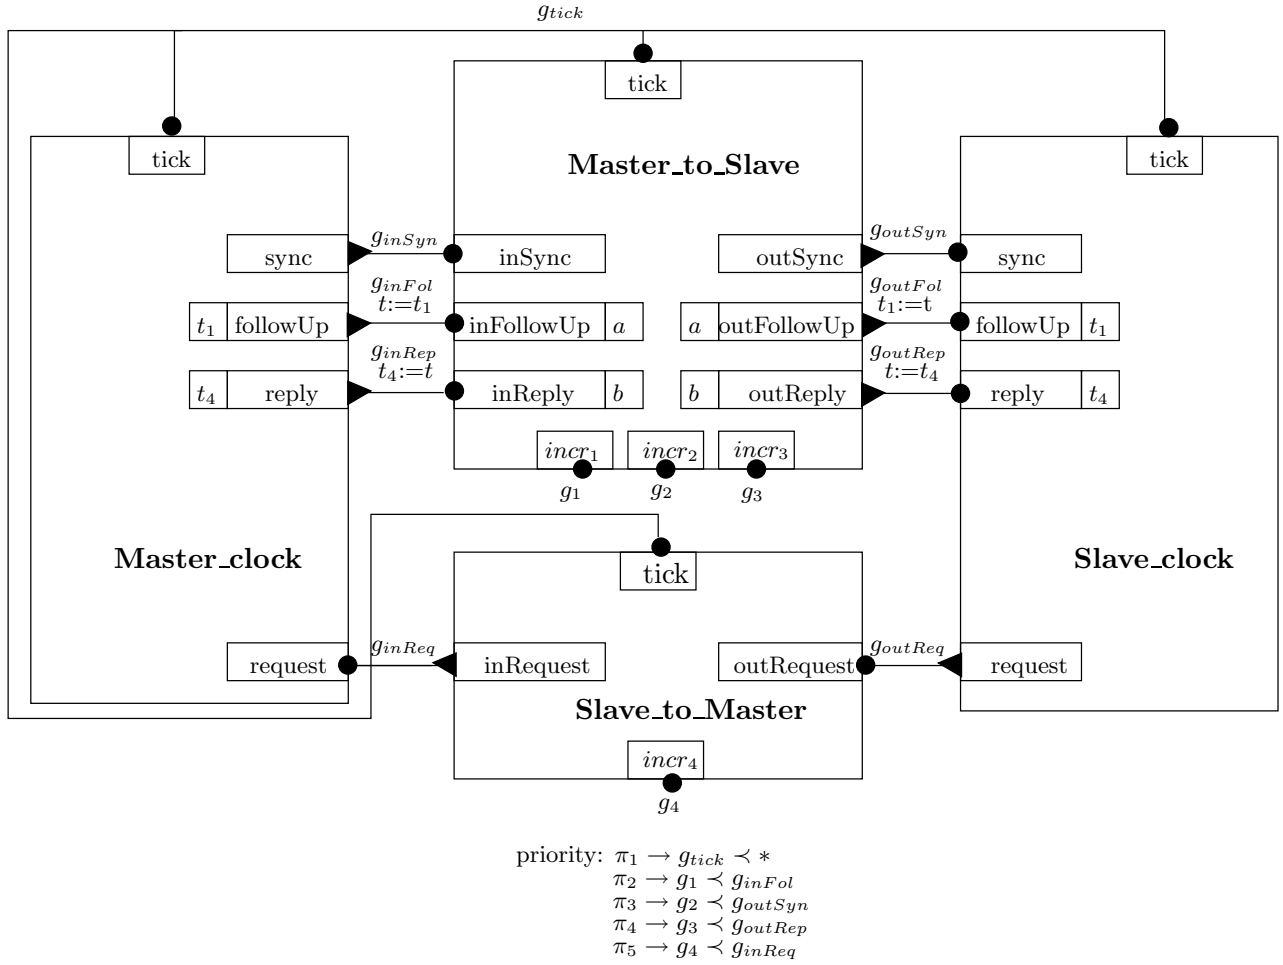 g_tick
tick
tick
tick
Master_to_Slave
sync g_inSyn inSync outSync g_outSyn sync
g_inFol g_outFol
t:=t₁ t₁:=t
t₁ followUp inFollowUp a a outFollowUp followUp t₁
g_inRep g_outRep
t₄:=t t:=t₄
t₄ reply inReply b b outReply reply t₄
incr₁ incr₂ incr₃
g₁ g₂ g₃
Master_clock Slave_clock
tick
request g_inReq inRequest outRequest g_outReq request
Slave_to_Master
incr₄
g₄
priority: π₁ → g_tick ≺ *
π₂ → g₁ ≺ g_inFol
π₃ → g₂ ≺ g_outSyn
π₄ → g₃ ≺ g_outRep
π₅ → g₄ ≺ g_inReq